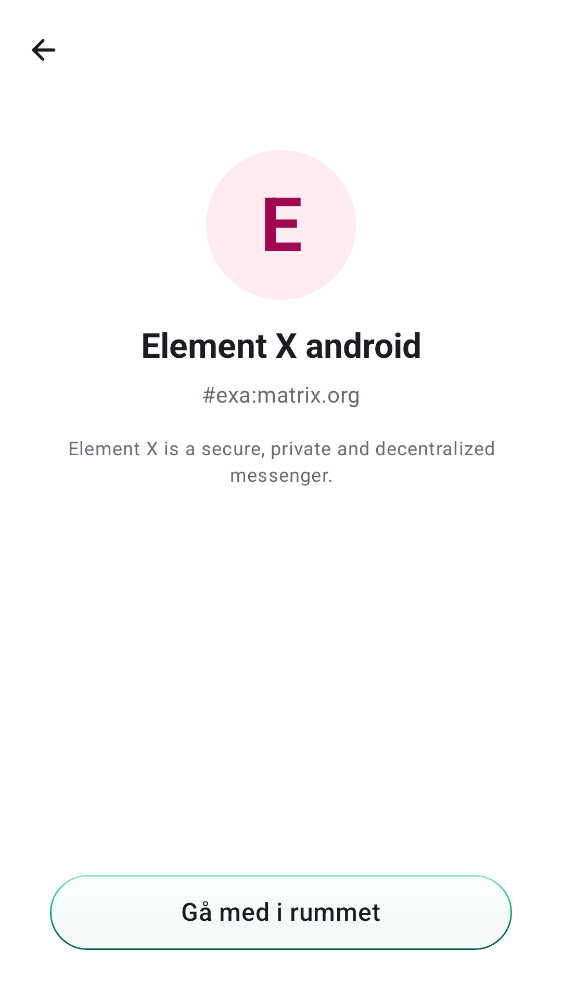 E
Element X android
#exa:matrix.org
Element X is a secure, private and decentralized
messenger.
Gå med i rummet